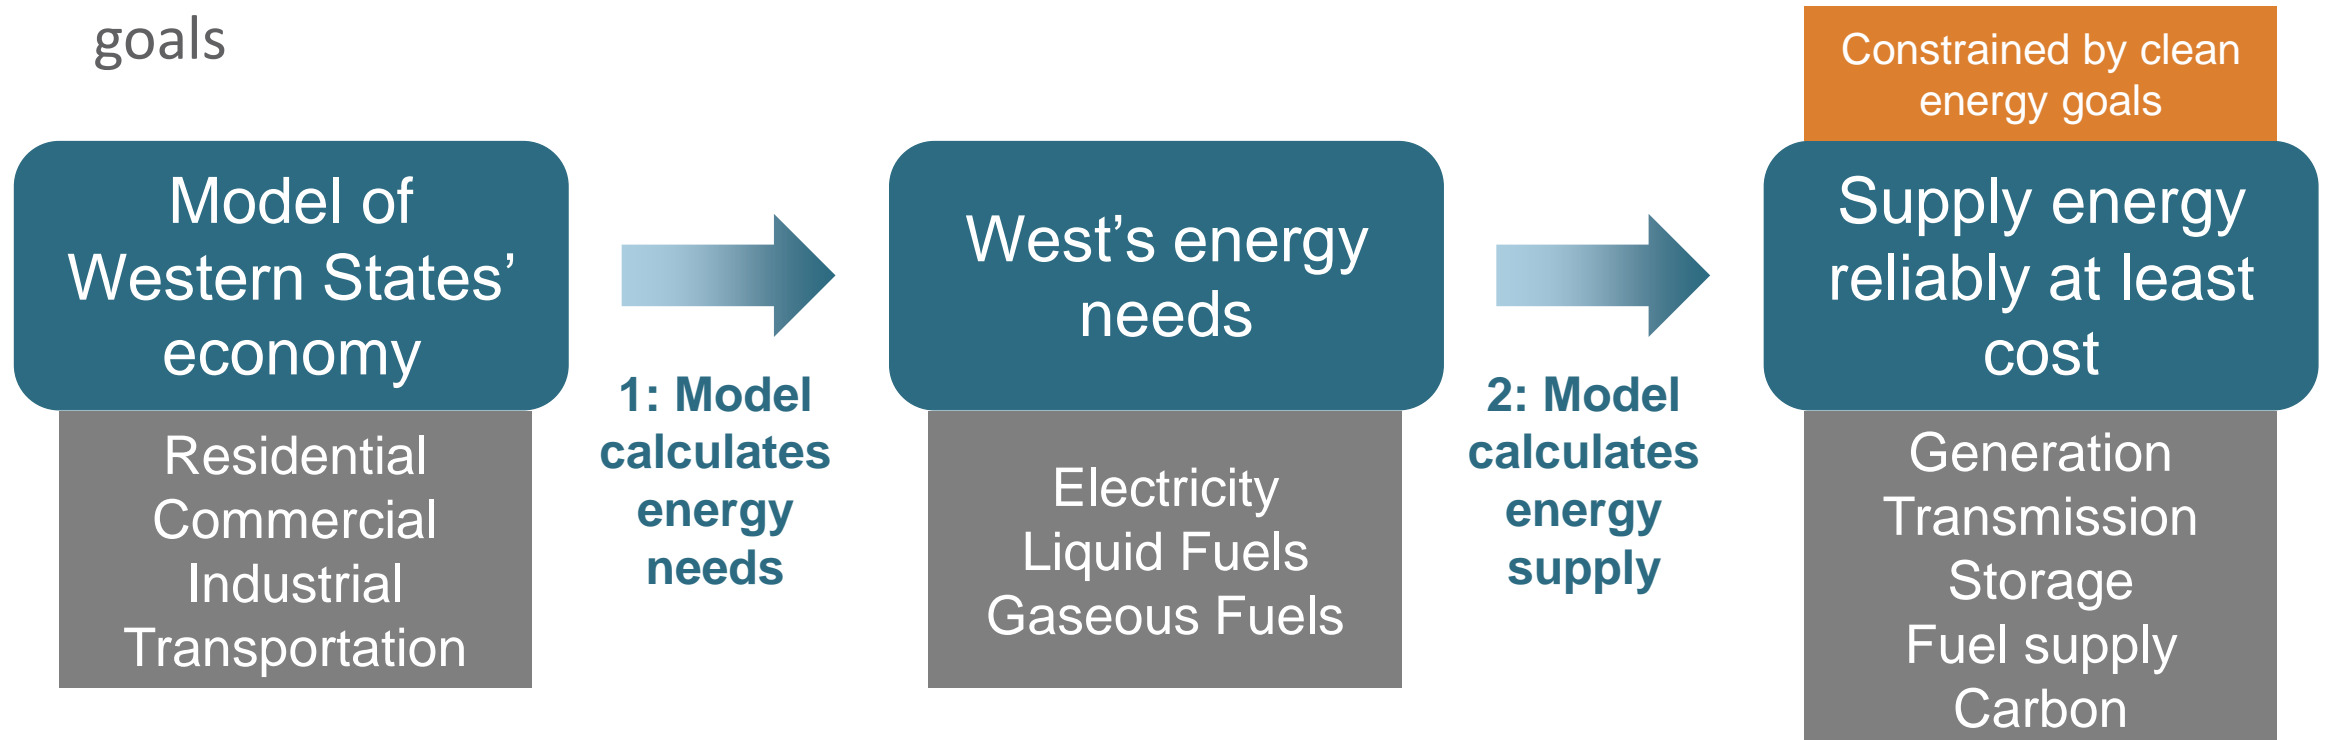 goals
Constrained by clean
energy goals
Model of
Western States’
economy
Residential
Commercial
Industrial
Transportation
1: Model
calculates
energy
needs
West’s energy
needs
Electricity
Liquid Fuels
Gaseous Fuels
2: Model
calculates
energy
supply
Supply energy
reliably at least
cost
Generation
Transmission
Storage
Fuel supply
Carbon